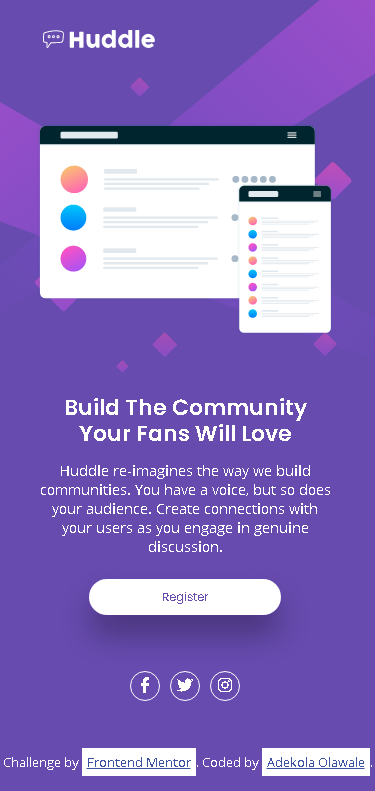 Huddle
Build The Community
Your Fans Will Love
Huddle re-imagines the way we build
communities. You have a voice, but so does
your audience. Create connections with
your users as you engage in genuine
discussion.
Register
Challenge by Frontend Mentor. Coded by Adekola Olawale.